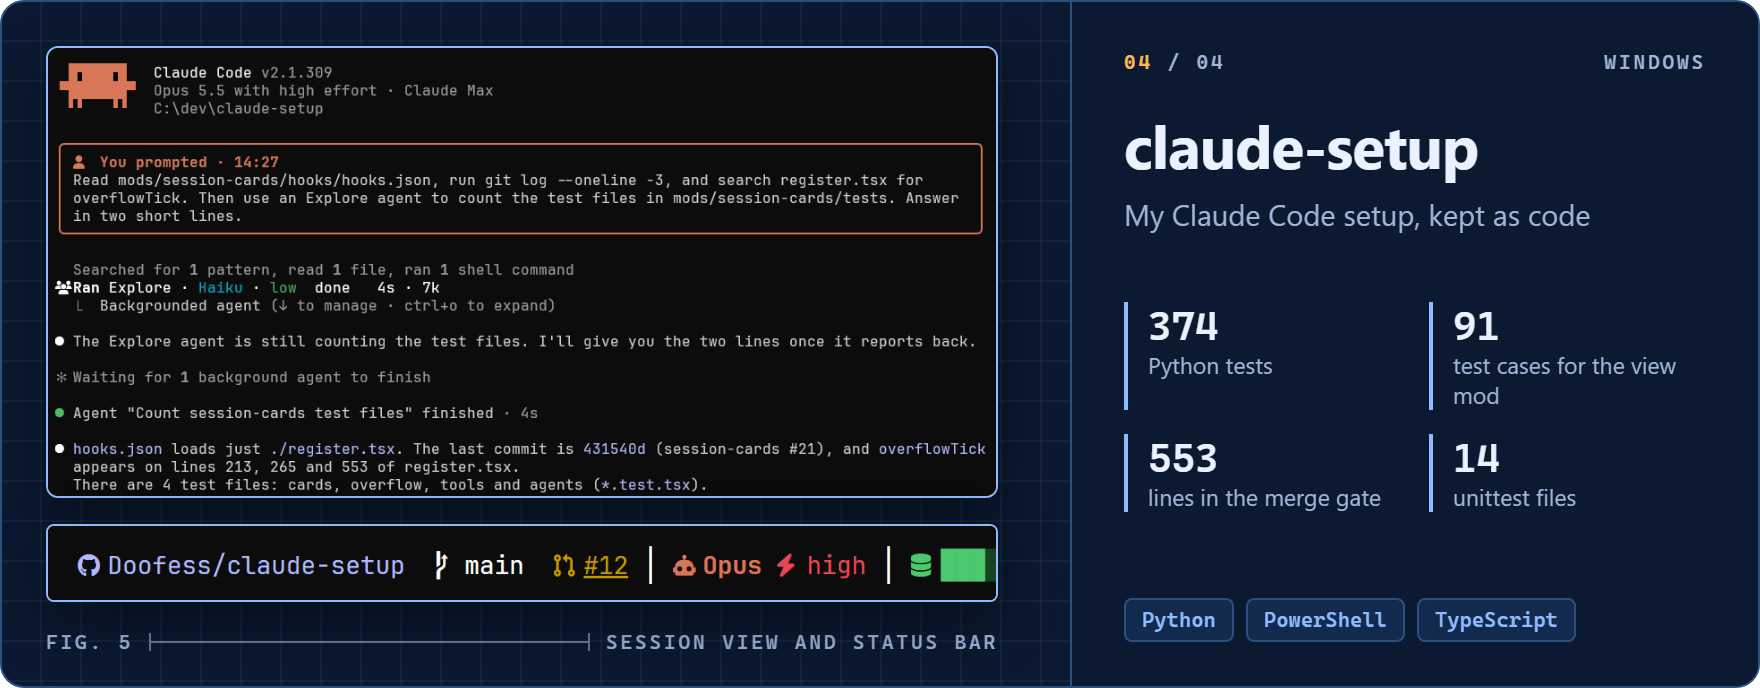 Claude Code v2.1.309
Opus 5.5 with high effort · Claude Max
C:\dev\claude-setup
You prompted · 14:27
Read mods/session-cards/hooks/hooks.json, run git log --oneline -3, and search register.tsx for
overflowTick. Then use an Explore agent to count the test files in mods/session-cards/tests. Answer
in two short lines.
Searched for 1 pattern, read 1 file, ran 1 shell command
Ran Explore · Haiku · low done 4s · 7k
└ Backgrounded agent (↓ to manage · ctrl+o to expand)
● The Explore agent is still counting the test files. I'll give you the two lines once it reports back.
✻ Waiting for 1 background agent to finish
● Agent "Count session-cards test files" finished · 4s
● hooks.json loads just ./register.tsx. The last commit is 431540d (session-cards #21), and overflowTick
appears on lines 213, 265 and 553 of register.tsx.
There are 4 test files: cards, overflow, tools and agents (*.test.tsx).
Doofess/claude-setup main #12 | Opus high |
FIG. 5 SESSION VIEW AND STATUS BAR
04 / 04 WINDOWS
claude-setup
My Claude Code setup, kept as code
374
Python tests
91
test cases for the view
mod
553
lines in the merge gate
14
unittest files
Python PowerShell TypeScript